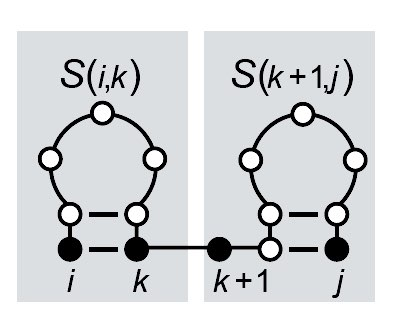 S(i,k) S(k+1,j)
i k k+1 j